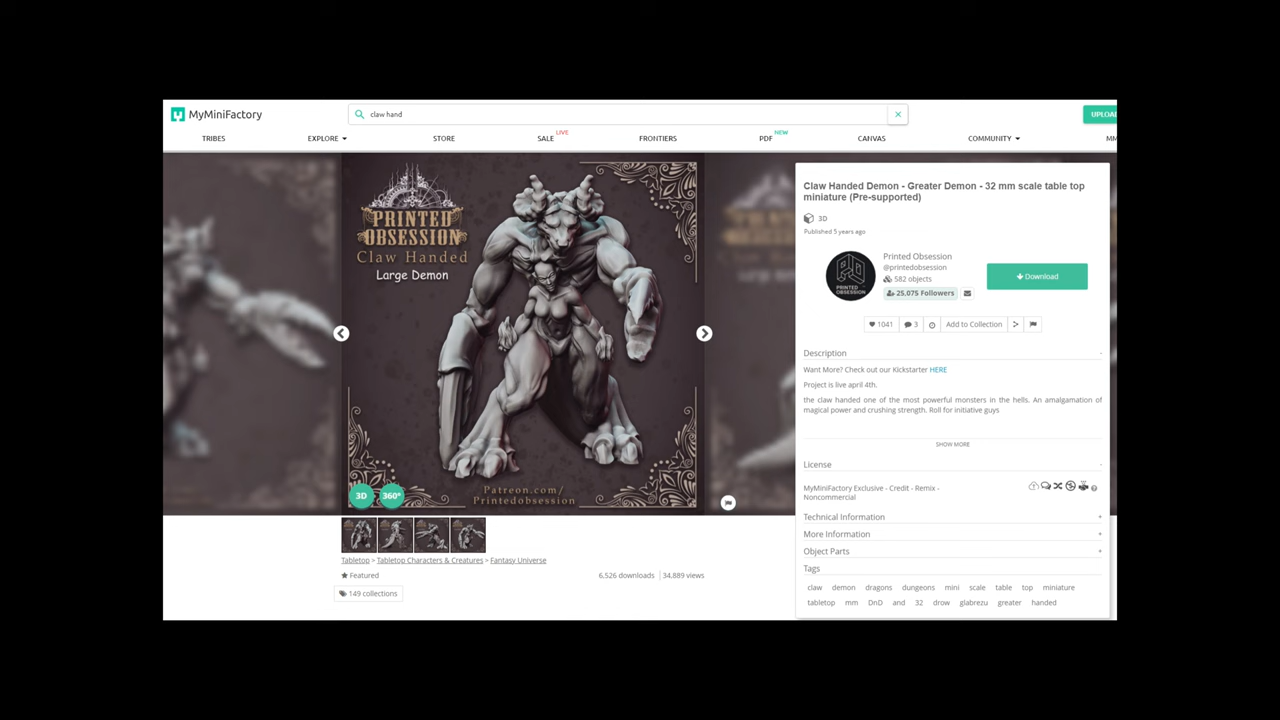 MyMiniFactory
claw hand
UPLOA
TRIBES
EXPLORE
STORE
SALE LIVE
FRONTIERS
PDF NEW
CANVAS
COMMUNITY
MM
PRINTED
OBSESSION
Claw Handed
Large Demon
Patreon.com/
Printedobsession
3D
360°
Claw Handed Demon - Greater Demon - 32 mm scale table top
miniature (Pre-supported)
3D
Published 5 years ago
PRINTED
OBSESSION
Printed Obsession
@printedobsession
582 objects
25,075 Followers
Download
1041
3
Add to Collection
Description
-
Want More? Check out our Kickstarter HERE
Project is live april 4th.
the claw handed one of the most powerful monsters in the hells. An amalgamation of
magical power and crushing strength. Roll for initiative guys
SHOW MORE
License
-
MyMiniFactory Exclusive - Credit - Remix -
Noncommercial
Technical Information +
More Information +
Object Parts +
Tags
claw demon dragons dungeons mini scale table top miniature
tabletop mm DnD and 32 drow glabrezu greater handed
Tabletop > Tabletop Characters & Creatures > Fantasy Universe
Featured
6,526 downloads | 34,889 views
149 collections